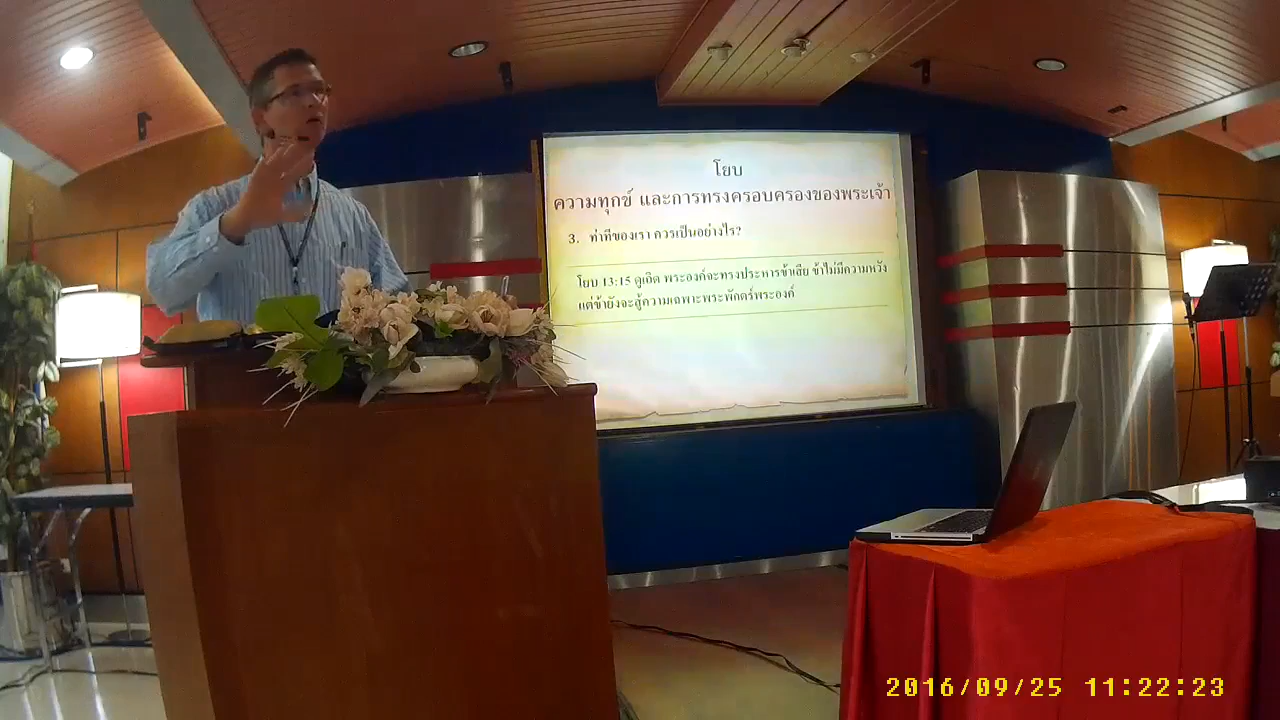 โยบ
ความทุกข์ และการทรงครอบครองของพระเจ้า
3. ท่าทีของเรา ควรเป็นอย่างไร?
โยบ 13:15 ดูเถิด พระองค์จะทรงประหารข้าเสีย ข้าไม่มีความหวัง
แต่ข้ายังจะสู้ความเฉพาะพระพักตร์พระองค์
2016/09/25 11:22:23